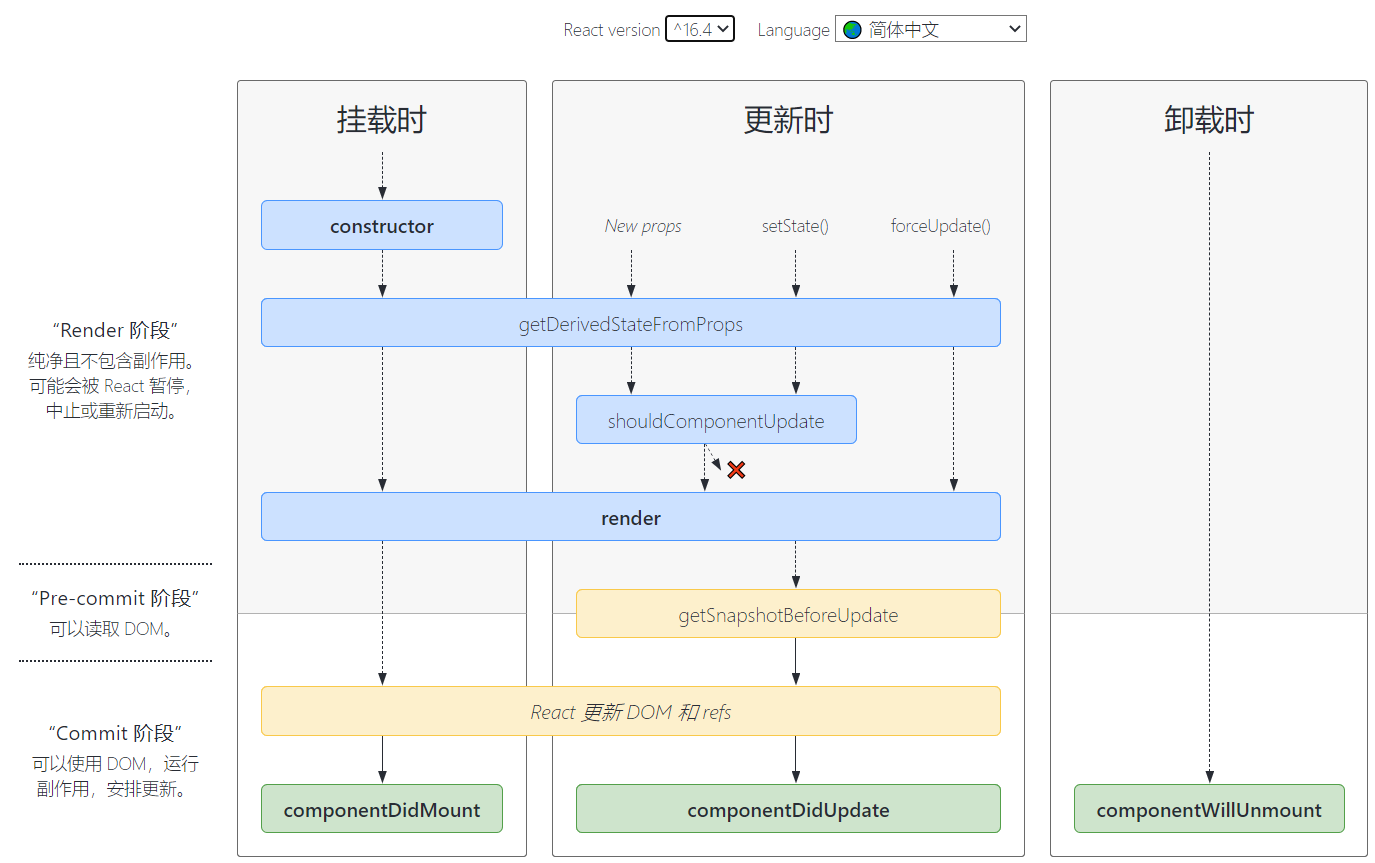 React version ^16.4 Language 简体中文
挂载时 更新时 卸载时
constructor
New props setState() forceUpdate()
getDerivedStateFromProps
“Render 阶段”
纯净且不包含副作用。
可能会被 React 暂停，
中止或重新启动。
shouldComponentUpdate
render
“Pre-commit 阶段”
可以读取 DOM。
getSnapshotBeforeUpdate
React 更新 DOM 和 refs
“Commit 阶段”
可以使用 DOM，运行
副作用，安排更新。
componentDidMount componentDidUpdate componentWillUnmount